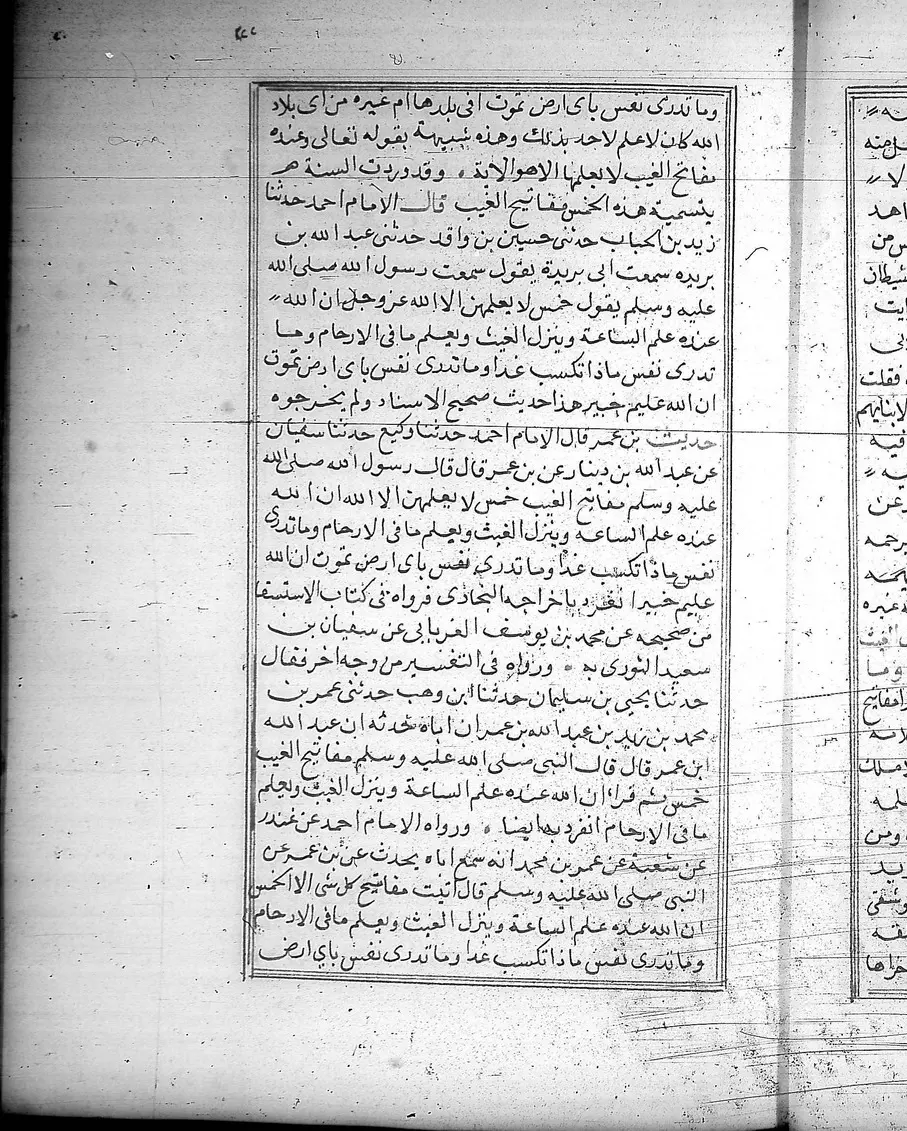 وما تدرى نفس باى ارض تموت افى بلدها ام غيره من اى بلاد
الله كان لا علم لاحد بذلك وهذه شبيهة بقوله تعالى وعنده
مفاتح الغيب لا يعلمها الا هو الاية . وقد وردت السنة
بتسمية هذه الخمس مفاتيح الغيب قال الامام احمد حدثنا
زيد بن الحباب حدثنى حسين بن واقد حدثنى عبد الله بن
بريده سمعت ابى بريدة يقول سمعت رسول الله صلى الله
عليه وسلم يقول خمس لا يعلمهن الا الله عز وجل ان الله
عنده علم الساعة وينزل الغيث ويعلم ما فى الارحام وما
تدرى نفس ماذا تكسب غدا وما تدرى نفس باى ارض تموت
ان الله عليم خبير هذا حديث صحيح الاسناد ولم يخرجوه
حديث بن عمر قال الامام احمد حدثنا وكيع حدثنا سفيان
عن عبد الله بن دينار عن بن عمر قال قال رسول الله صلى الله
عليه وسلم مفاتيح الغيب خمس لا يعلمهن الا الله ان الله
عنده علم الساعه وينزل الغيث ويعلم ما فى الارحام وما تدرى
نفس ماذا تكسب غدا وما تدرى نفس باى ارض تموت ان الله
عليم خبيرا انفرد باخراجه البخارى فرواه فى كتاب الاستسقا
من صحيحه عن محمد بن يوسف الفريابى عن سفيان بن
سعيد الثورى به . ورواه فى التفسير من وجه اخر فقال
حدثنا يحيى بن سليمان حدثنا ابن وهب حدثنى عمر بن
محمد بن زيد بن عبد الله بن عمر ان اباه حدثه ان عبد الله
ابن عمر قال قال النبى صلى الله عليه وسلم مفاتيح الغيب
خمس ثم قرا ان الله عنده علم الساعة وينزل الغيث ويعلم
ما فى الارحام انفرد به ايضا . ورواه الامام احمد عن غندر
عن شعبة عن عمر بن محمد انه سمع اباه يحدث عن بن عمر عن
النبى صلى الله عليه وسلم قال اتيت مفاتيح كل شى الا الخمس
ان الله عنده علم الساعة وينزل الغيث ويعلم ما فى الارحام
وما تدرى نفس ماذا تكسب غدا وما تدرى نفس باي ارض